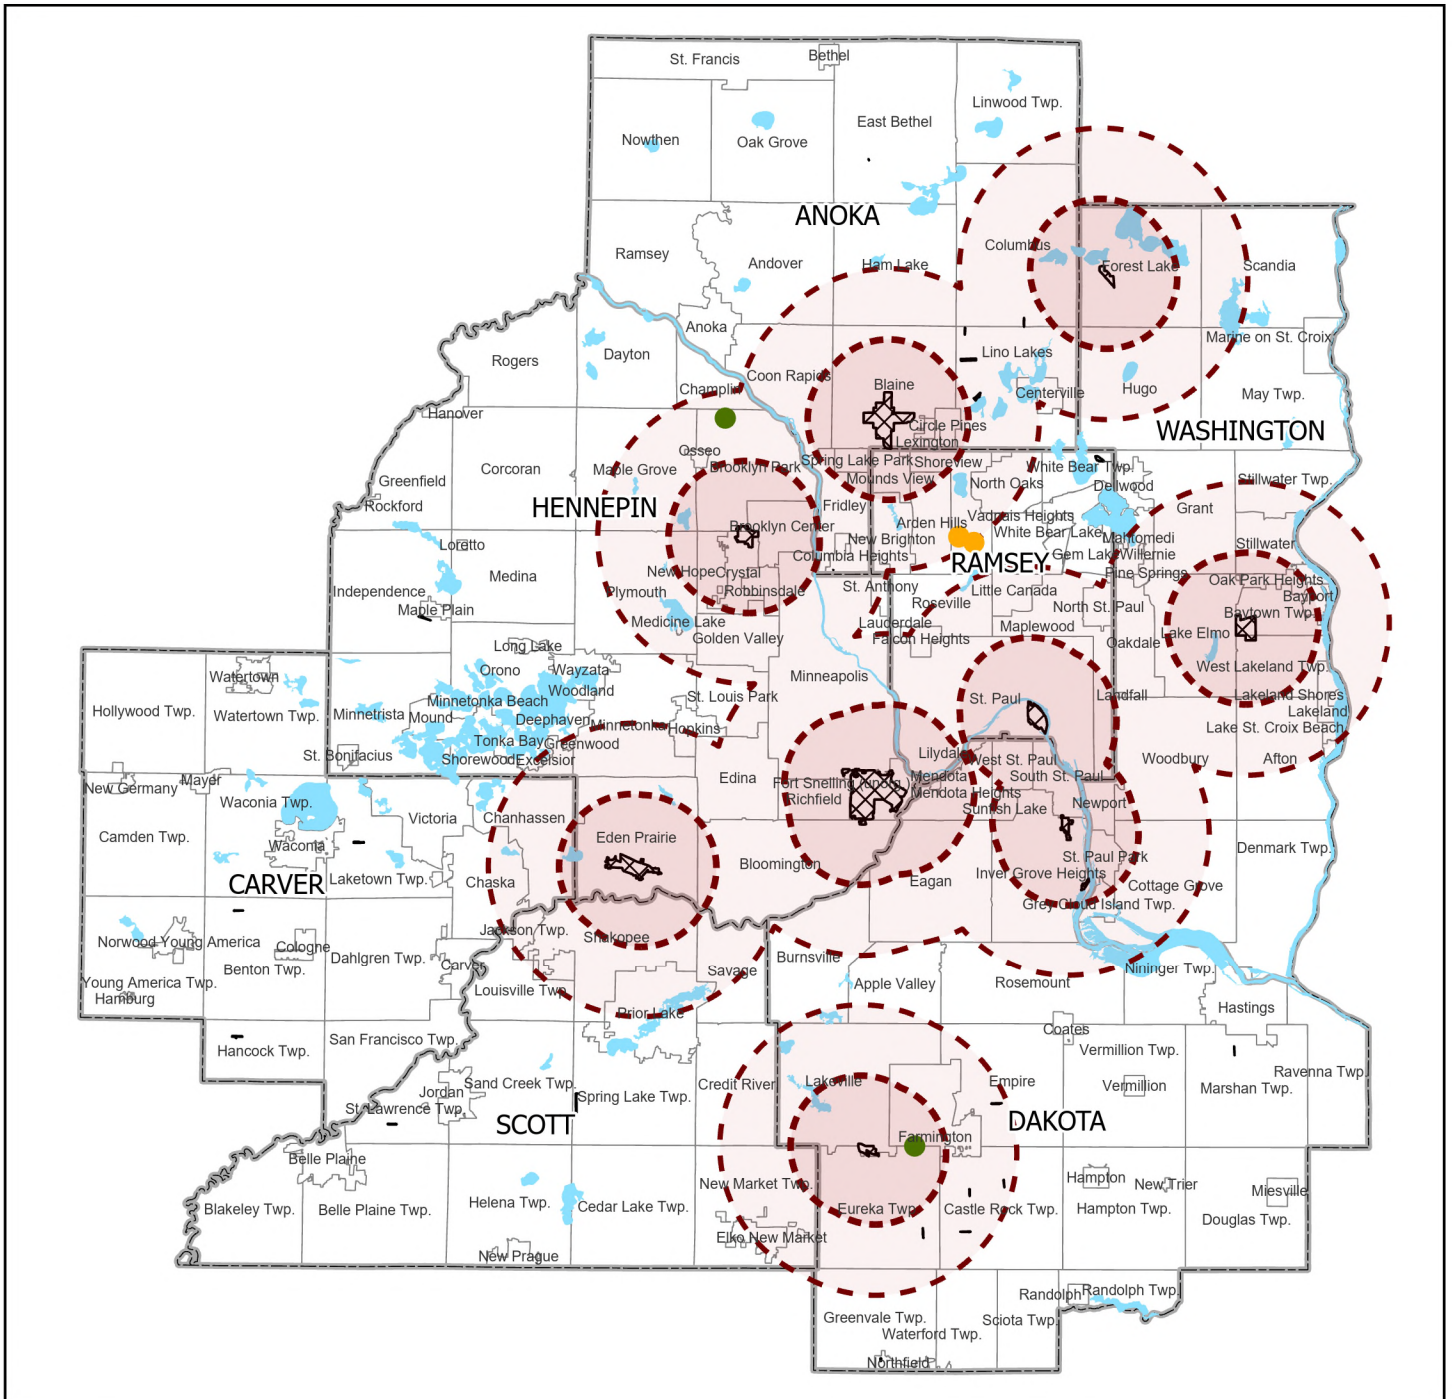 St. Francis
Bethel
Linwood Twp.
East Bethel
Nowthen
Oak Grove
ANOKA
Columbus
Ramsey
Andover
Ham Lake
Forest Lake
Scandia
Anoka
Marine on St. Croix
Rogers
Dayton
Lino Lakes
Coon Rapids
Blaine
Champlin
Centerville
Hugo
May Twp.
Hanover
Circle Pines
WASHINGTON
Lexington
Osseo
Spring Lake Park
Shoreview
Corcoran
Maple Grove
Brooklyn Park
White Bear Twp.
Greenfield
Mounds View
North Oaks
Dellwood
Stillwater Twp.
Rockford
HENNEPIN
Fridley
Grant
Brooklyn Center
Arden Hills
Vadnais Heights
Loretto
New Brighton
White Bear Lake
Mahtomedi
Stillwater
Columbia Heights
RAMSEY
Gem Lake
Willernie
Medina
New Hope
Crystal
Pine Springs
Oak Park Heights
Independence
Plymouth
Robbinsdale
St. Anthony
Little Canada
Bayport
Maple Plain
Roseville
North St. Paul
Baytown Twp.
Medicine Lake
Lauderdale
Maplewood
Lake Elmo
Golden Valley
Falcon Heights
Oakdale
Long Lake
Orono
Wayzata
West Lakeland Twp.
Watertown
Minneapolis
Woodland
St. Louis Park
St. Paul
Landfall
Lakeland Shores
Hollywood Twp.
Watertown Twp.
Minnetrista
Mound
Minnetonka Beach
Lakeland
Deephaven
Minnetonka
Hopkins
Lake St. Croix Beach
Tonka Bay
Greenwood
St. Bonifacius
Shorewood
Excelsior
Lilydale
West St. Paul
Woodbury
Afton
Edina
Mendota
South St. Paul
New Germany
Mayer
Fort Snelling (unorg.)
Mendota Heights
Waconia Twp.
Richfield
Sunfish Lake
Newport
Victoria
Chanhassen
Camden Twp.
Eden Prairie
Waconia
Denmark Twp.
Bloomington
St. Paul Park
CARVER
Laketown Twp.
Chaska
Eagan
Inver Grove Heights
Cottage Grove
Grey Cloud Island Twp.
Norwood Young America
Cologne
Jackson Twp.
Shakopee
Dahlgren Twp.
Burnsville
Benton Twp.
Carver
Savage
Nininger Twp.
Young America Twp.
Hamburg
Louisville Twp.
Apple Valley
Rosemount
Prior Lake
Hastings
San Francisco Twp.
Coates
Hancock Twp.
Vermillion Twp.
Ravenna Twp.
Sand Creek Twp.
Credit River
Lakeville
Empire
Vermillion
Marshan Twp.
Jordan
Spring Lake Twp.
St. Lawrence Twp.
SCOTT
DAKOTA
Farmington
Belle Plaine
New Market Twp.
Hampton
New Trier
Miesville
Blakeley Twp.
Belle Plaine Twp.
Helena Twp.
Cedar Lake Twp.
Eureka Twp.
Castle Rock Twp.
Hampton Twp.
Douglas Twp.
Elko New Market
New Prague
Randolph
Randolph Twp.
Greenvale Twp.
Sciota Twp.
Waterford Twp.
Northfield